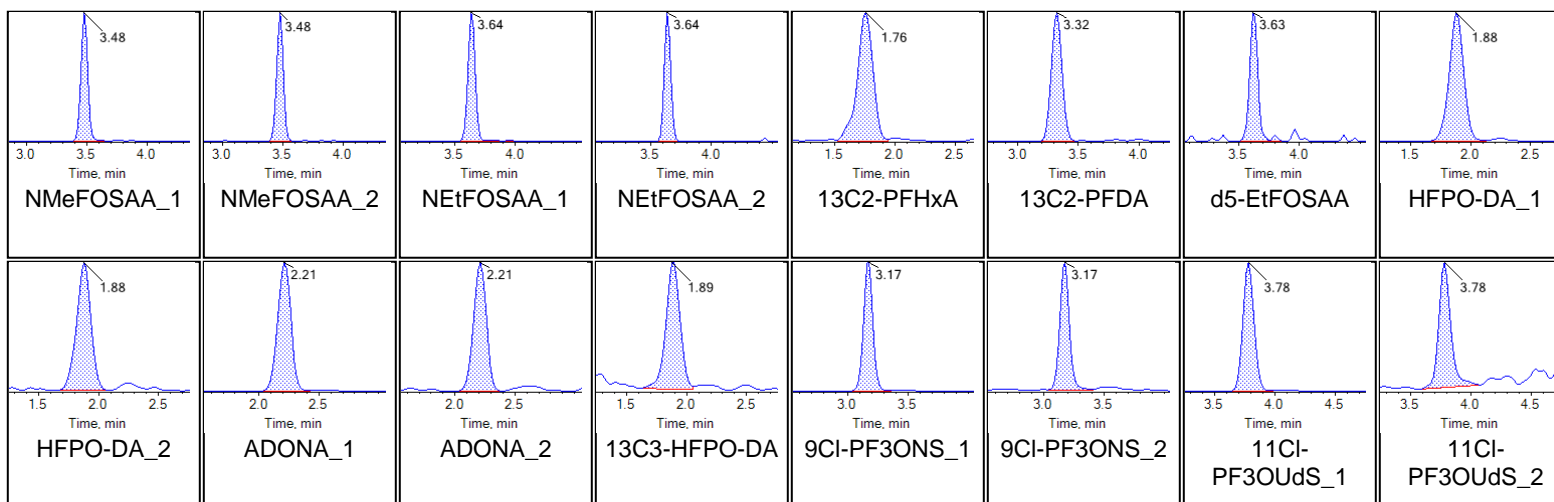 3.48 3.48 3.64 3.64 1.76 3.32 3.63 1.88
3.0 3.5 4.0 3.0 3.5 4.0 3.5 4.0 3.5 4.0 1.5 2.0 2.5 3.0 3.5 4.0 3.5 4.0 1.5 2.0 2.5
Time, min Time, min Time, min Time, min Time, min Time, min Time, min Time, min
NMeFOSAA_1 NMeFOSAA_2 NEtFOSAA_1 NEtFOSAA_2 13C2-PFHxA 13C2-PFDA d5-EtFOSAA HFPO-DA_1
1.88 2.21 2.21 1.89 3.17 3.17 3.78 3.78
1.5 2.0 2.5 2.0 2.5 2.0 2.5 1.5 2.0 2.5 3.0 3.5 3.0 3.5 3.5 4.0 4.5 3.5 4.0 4.5
Time, min Time, min Time, min Time, min Time, min Time, min Time, min Time, min
HFPO-DA_2 ADONA_1 ADONA_2 13C3-HFPO-DA 9Cl-PF3ONS_1 9Cl-PF3ONS_2 11Cl- 11Cl-
PF3OUdS_1 PF3OUdS_2